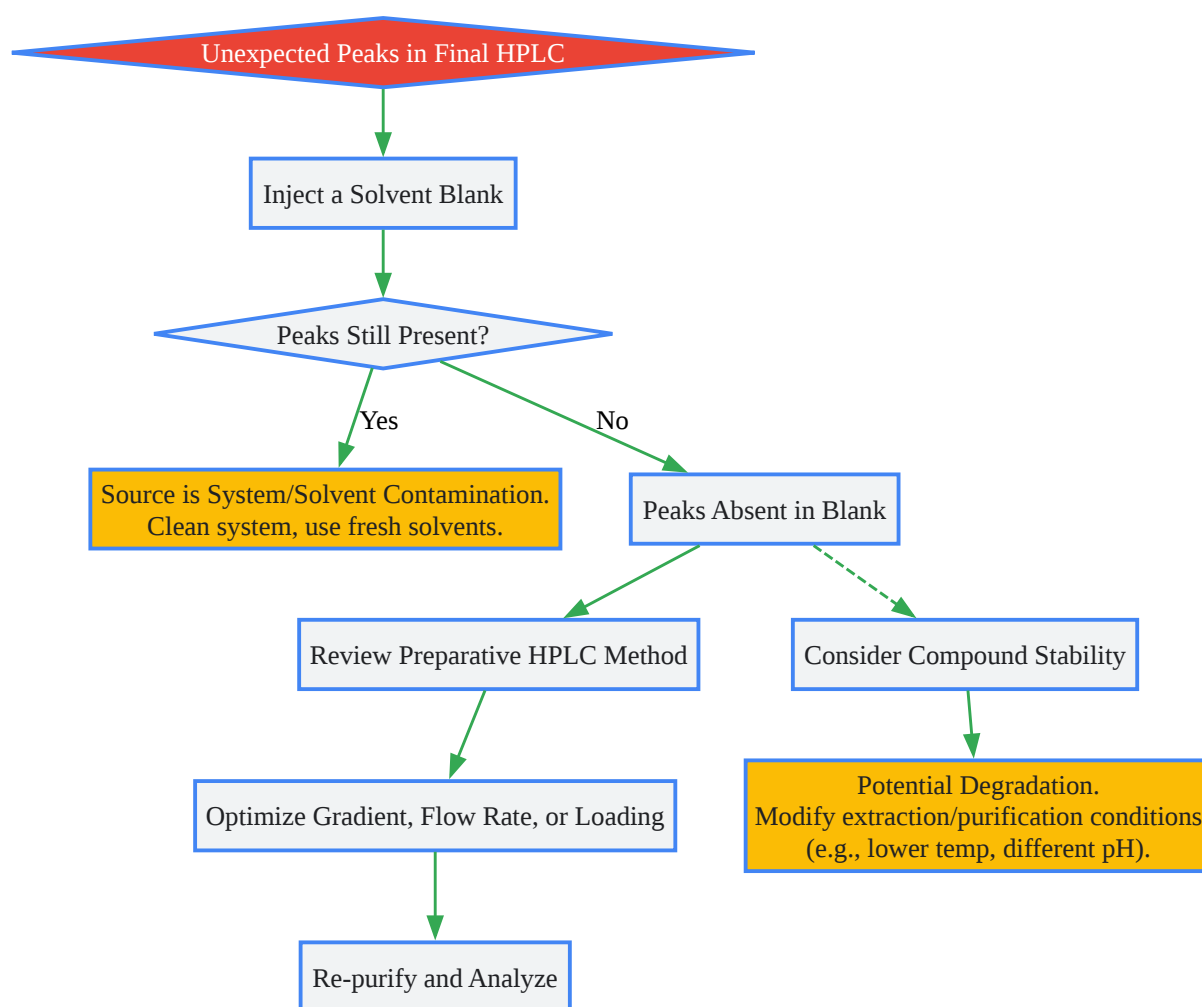 Unexpected Peaks in Final HPLC
Inject a Solvent Blank
Peaks Still Present?
Yes
No
Source is System/Solvent Contamination.
Clean system, use fresh solvents.
Peaks Absent in Blank
Review Preparative HPLC Method
Consider Compound Stability
Optimize Gradient, Flow Rate, or Loading
Potential Degradation.
Modify extraction/purification conditions
(e.g., lower temp, different pH).
Re-purify and Analyze